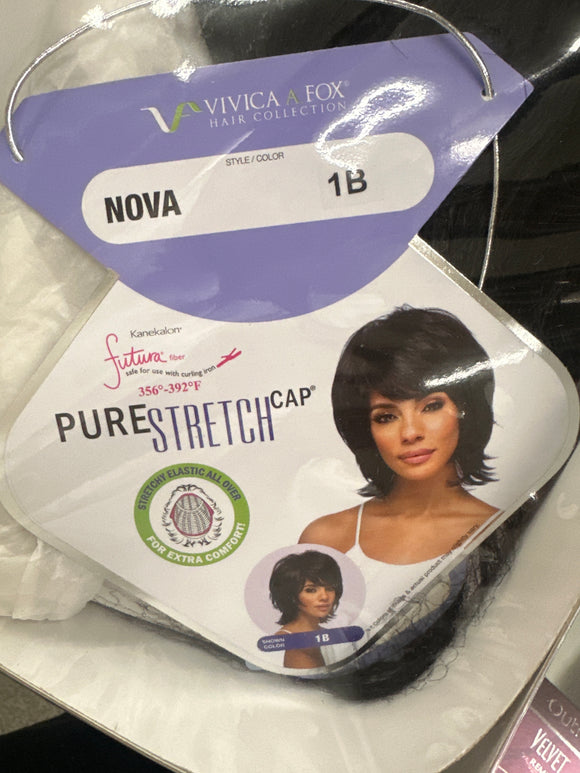 VIVICA A FOX®
HAIR COLLECTION
STYLE / COLOR
NOVA
1B
Kanekalon®
futura® fiber
safe for use with curling iron
356°-392°F
PURE STRETCH CAP®
STRETCHY ELASTIC ALL OVER
FOR EXTRA COMFORT!
SHOWN COLOR
1B
VELVET